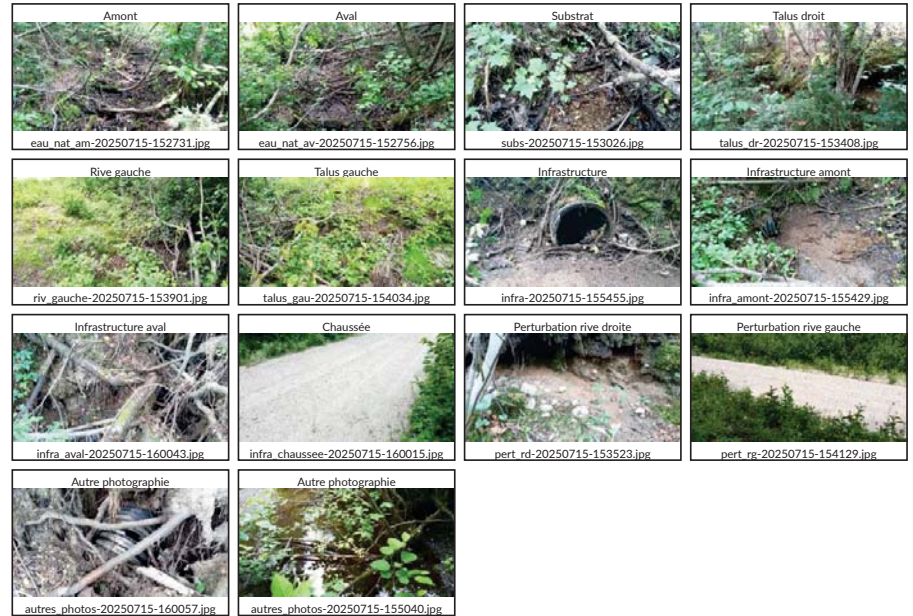 Amont
Aval
Substrat
Talus droit
eau_nat_am-20250715-152731.jpg
eau_nat_av-20250715-152756.jpg
subs-20250715-153026.jpg
talus_dr-20250715-153408.jpg
Rive gauche
Talus gauche
Infrastructure
Infrastructure amont
riv_gauche-20250715-153901.jpg
talus_gau-20250715-154034.jpg
infra-20250715-155455.jpg
infra_amont-20250715-155429.jpg
Infrastructure aval
Chaussée
Perturbation rive droite
Perturbation rive gauche
infra_aval-20250715-160043.jpg
infra_chaussee-20250715-160015.jpg
pert_rd-20250715-153523.jpg
pert_rg-20250715-154129.jpg
Autre photographie
Autre photographie
autres_photos-20250715-160057.jpg
autres_photos-20250715-155040.jpg